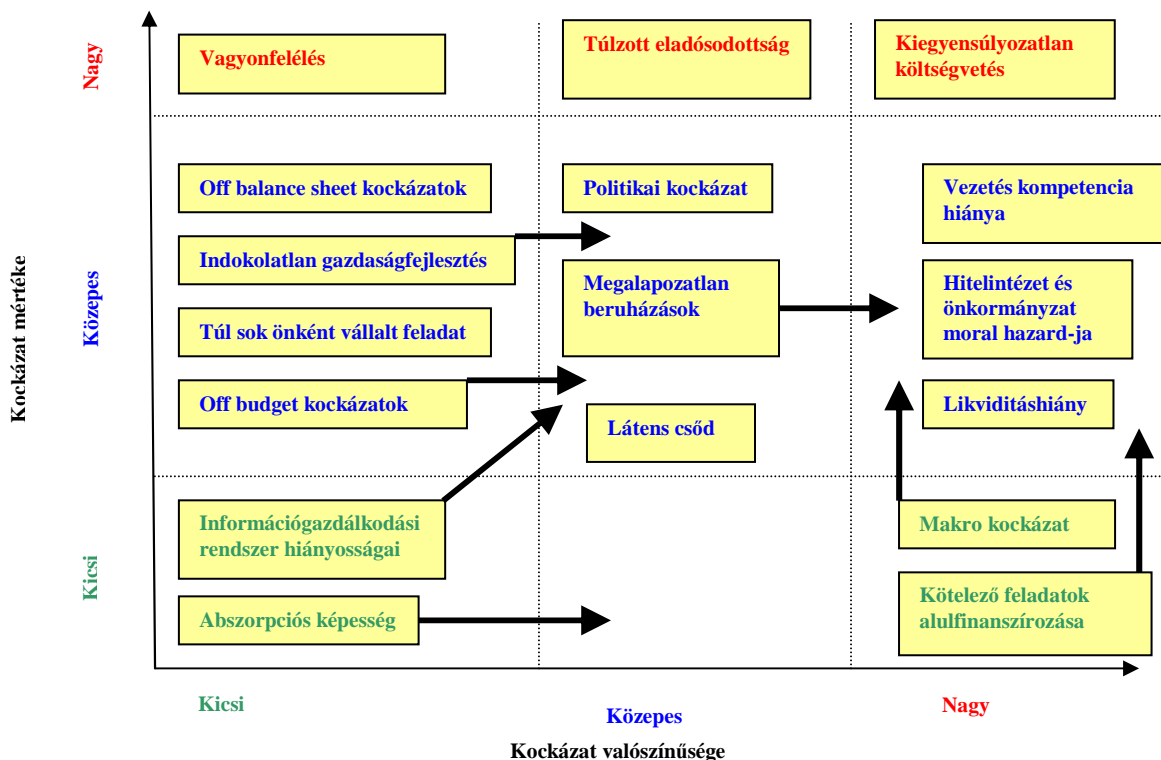 Nagy
Vagyonfelélés
Túlzott eladósodottság
Kiegyensúlyozatlan
költségvetés
Kockázat mértéke
Közepes
Off balance sheet kockázatok
Politikai kockázat
Vezetés kompetencia
hiánya
Indokolatlan gazdaságfejlesztés
Megalapozatlan
beruházások
Hitelintézet és
önkormányzat
moral hazard-ja
Túl sok önként vállalt feladat
Off budget kockázatok
Látens csőd
Likviditáshiány
Kicsi
Információgazdálkodási
rendszer hiányosságai
Makro kockázat
Abszorpciós képesség
Kötelező feladatok
alulfinanszírozása
Kicsi
Közepes
Nagy
Kockázat valószínűsége